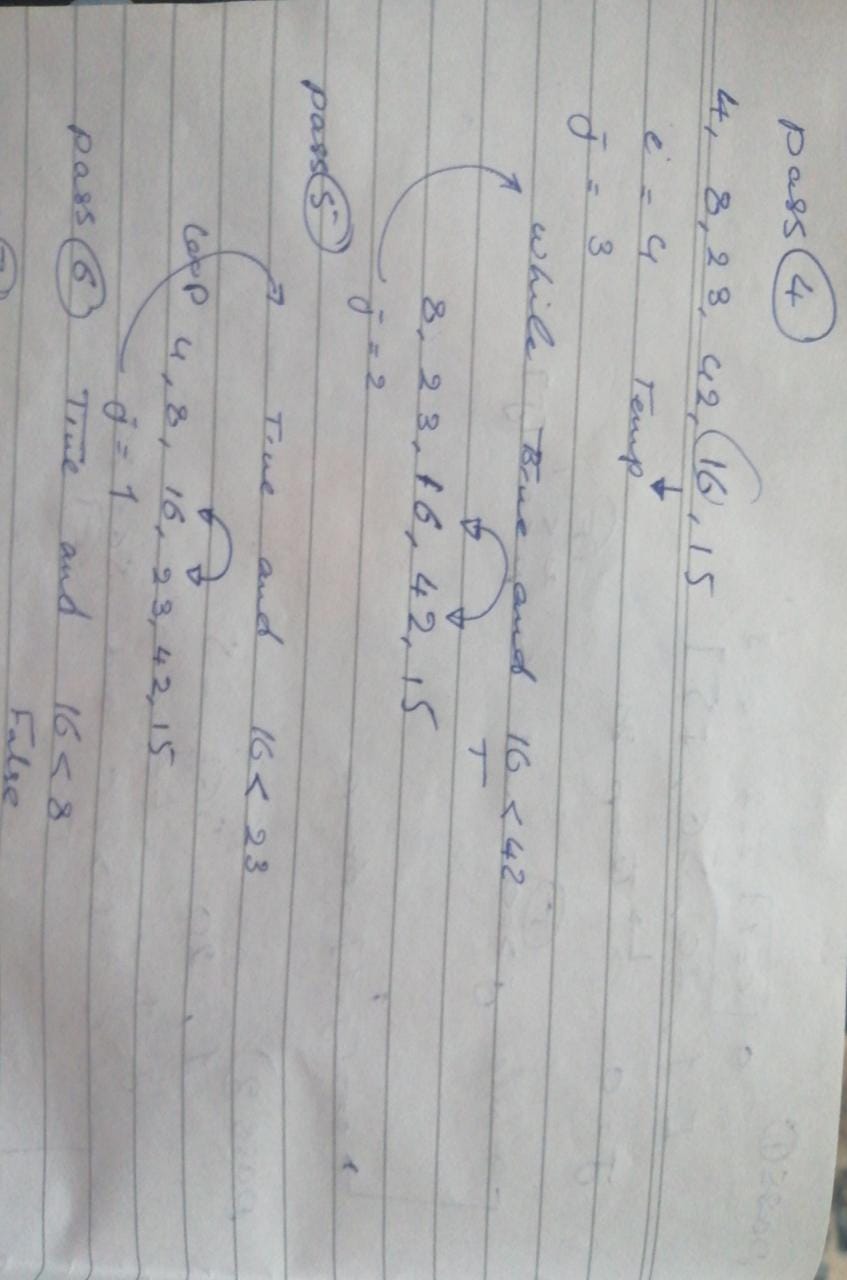 Pass 4
4, 8, 23, 42, 16, 15
i = 4 Temp
j = 3
while True and 16 < 42
T
8, 23, 16, 42, 15
j = 2
Pass 5
True and 16 < 23
loop 4, 8, 16, 23, 42, 15
j = 1
Pass 6 True and 16 < 8
False